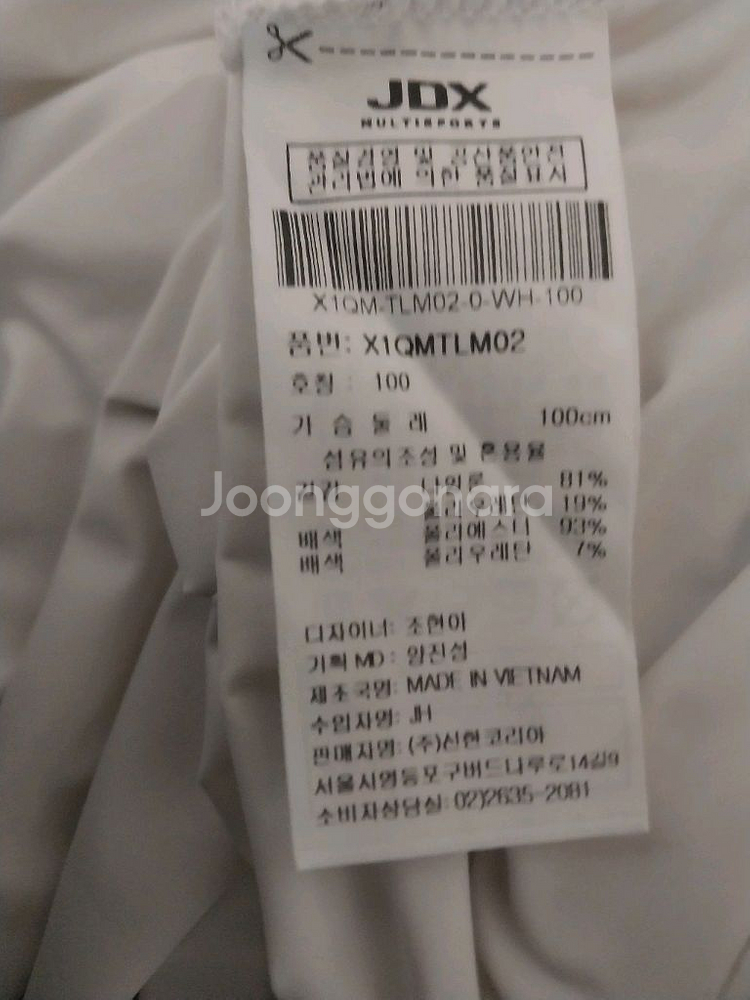 JDX
MULTISPORTS
품질경영 및 공산품안전
관리법에 의한 품질표시
X1QM-TLM02-0-WH-100
품번: X1QMTLM02
호칭 : 100
가 슴 둘 레 100cm
섬유의조성 및 혼용율
겉감 나일론 81%
폴리우레탄 19%
Joonggonara
배색 폴리에스터 93%
배색 폴리우레탄 7%
디자이너: 조현이
기획 MD : 양진성
제조국명: MADE IN VIETNAM
수입자명: JH
판매자명: (주)신한코리아
서울시영등포구버드나루로14길9
소비자상담실: 02)2635-2081